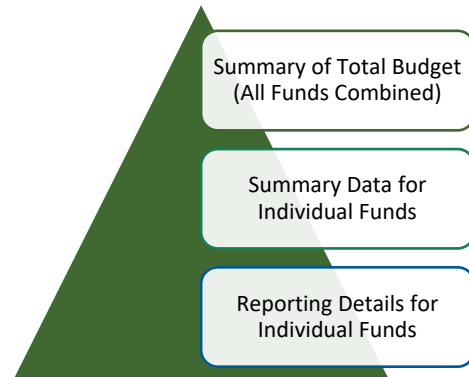 Summary of Total Budget
(All Funds Combined)
Summary Data for
Individual Funds
Reporting Details for
Individual Funds